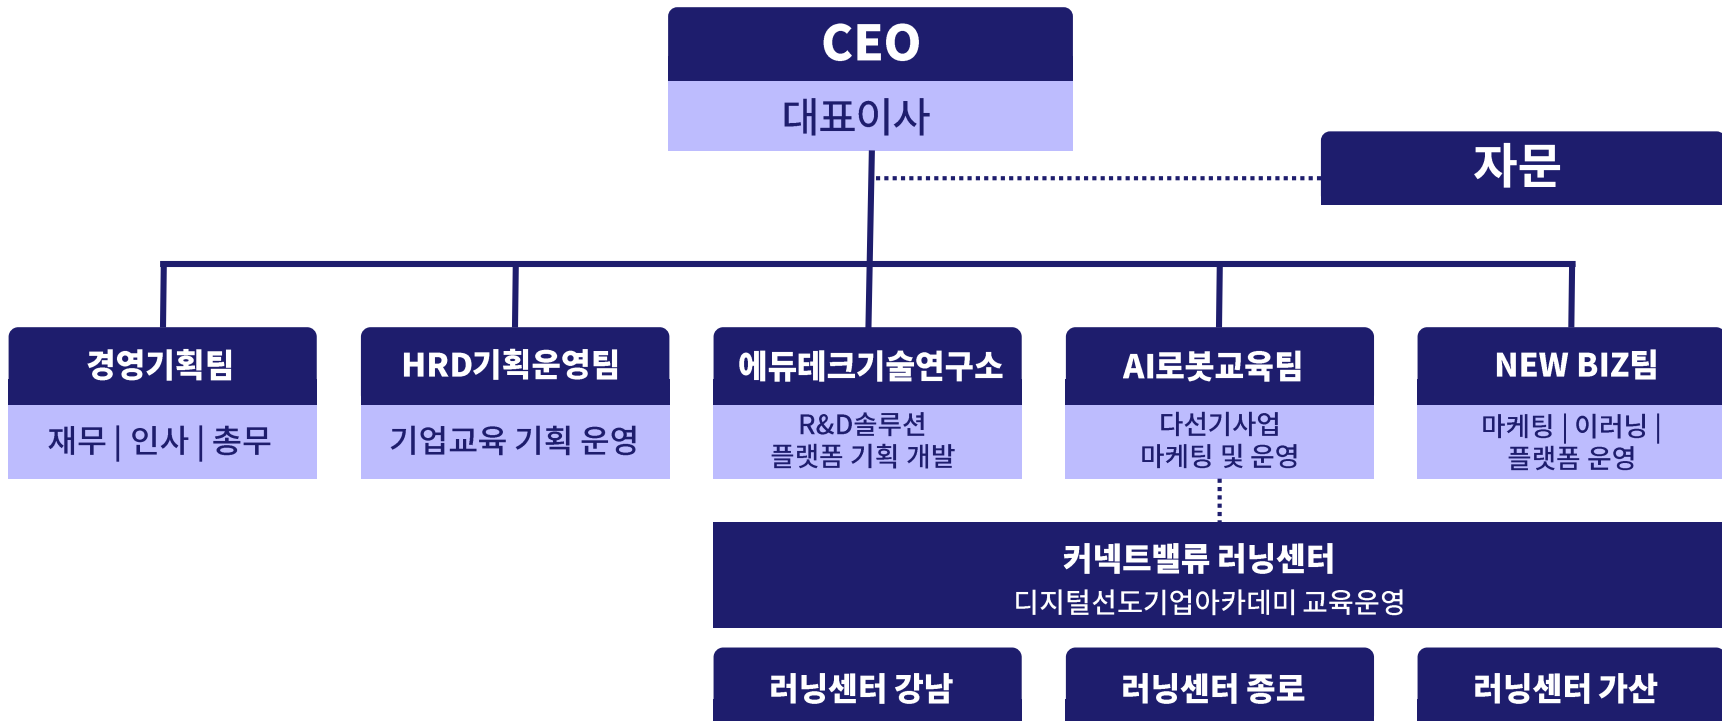 CEO
대표이사
자문
경영기획팀
재무 | 인사 | 총무
HRD기획운영팀
기업교육 기획 운영
에듀테크기술연구소
R&D솔루션
플랫폼 기획 개발
AI로봇교육팀
다선기사업
마케팅 및 운영
NEW BIZ팀
마케팅 | 이러닝 |
플랫폼 운영
커넥트밸류 러닝센터
디지털선도기업아카데미 교육운영
러닝센터 강남
러닝센터 종로
러닝센터 가산